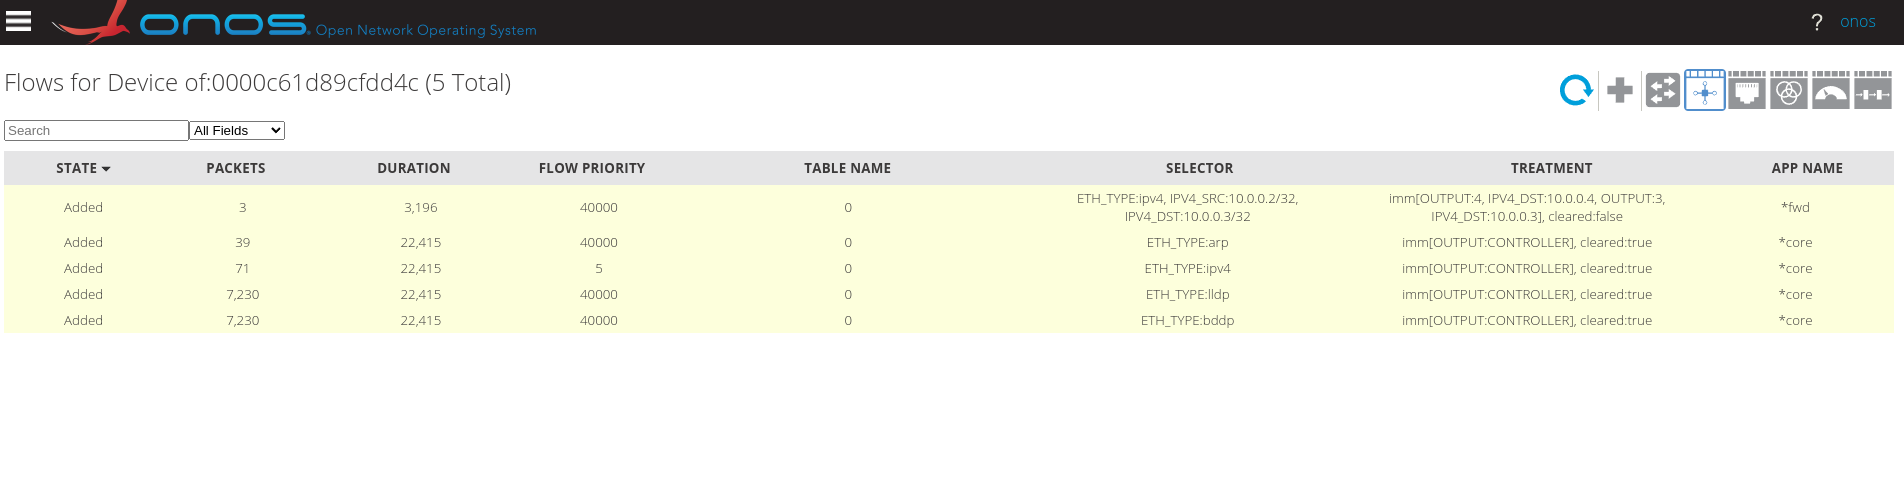 onos Open Network Operating System ? onos
Flows for Device of:0000c61d89cfdd4c (5 Total)
Search All Fields
STATE PACKETS DURATION FLOW PRIORITY TABLE NAME SELECTOR TREATMENT APP NAME
Added 3 3,196 40000 0 ETH_TYPE:ipv4, IPV4_SRC:10.0.0.2/32, IPV4_DST:10.0.0.3/32 imm[OUTPUT:4, IPV4_DST:10.0.0.4, OUTPUT:3, IPV4_DST:10.0.0.3], cleared:false *fwd
Added 39 22,415 40000 0 ETH_TYPE:arp imm[OUTPUT:CONTROLLER], cleared:true *core
Added 71 22,415 5 0 ETH_TYPE:ipv4 imm[OUTPUT:CONTROLLER], cleared:true *core
Added 7,230 22,415 40000 0 ETH_TYPE:lldp imm[OUTPUT:CONTROLLER], cleared:true *core
Added 7,230 22,415 40000 0 ETH_TYPE:bddp imm[OUTPUT:CONTROLLER], cleared:true *core